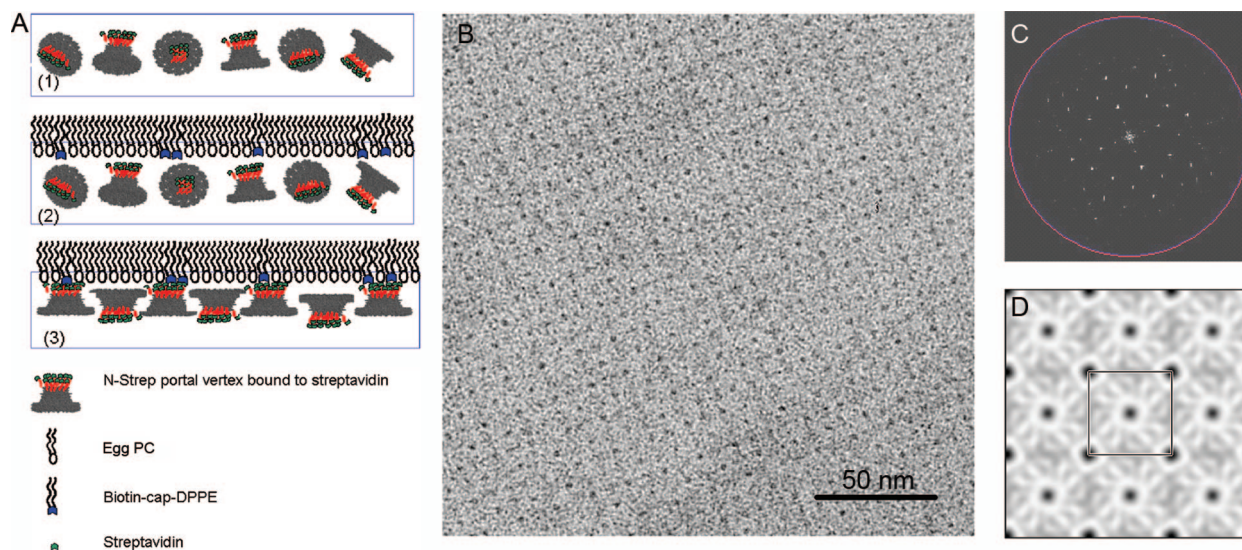 A
(1)
(2)
(3)
N-Strep portal vertex bound to streptavidin
Egg PC
Biotin-cap-DPPE
Streptavidin
B
50 nm
C
D